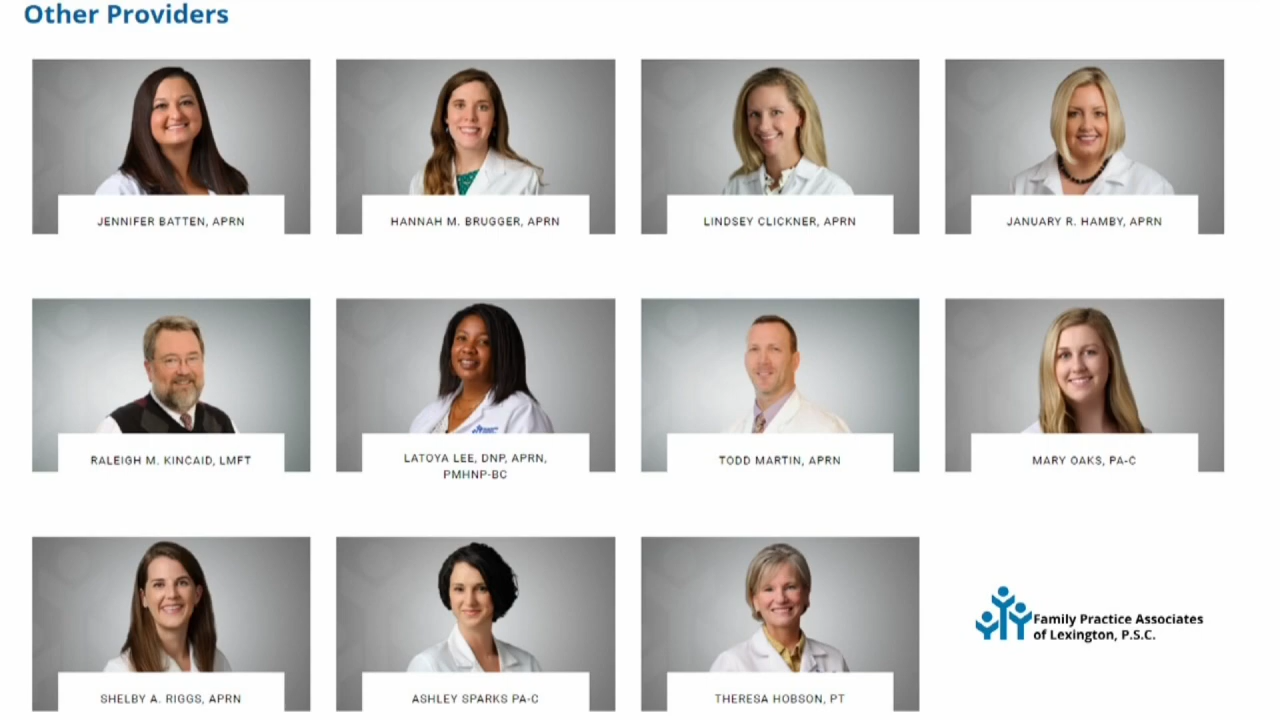 Other Providers
JENNIFER BATTEN, APRN
HANNAH M. BRUGGER, APRN
LINDSEY CLICKNER, APRN
JANUARY R. HAMBY, APRN
RALEIGH M. KINCAID, LMFT
LATOYA LEE, DNP, APRN,
PMHNP-BC
TODD MARTIN, APRN
MARY OAKS, PA-C
SHELBY A. RIGGS, APRN
ASHLEY SPARKS PA-C
THERESA HOBSON, PT
Family Practice Associates
of Lexington, P.S.C.